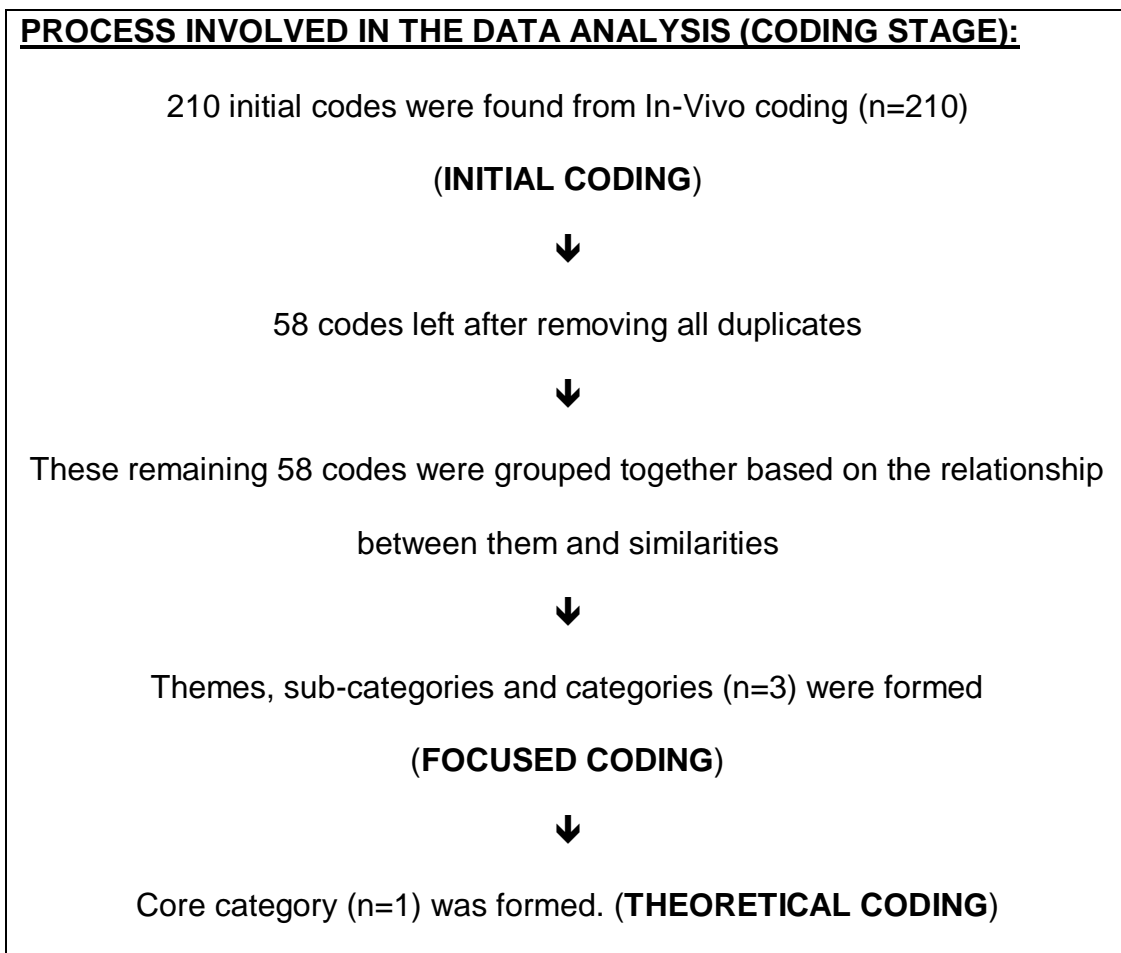 PROCESS INVOLVED IN THE DATA ANALYSIS (CODING STAGE):
210 initial codes were found from In-Vivo coding (n=210)
(INITIAL CODING)
58 codes left after removing all duplicates
These remaining 58 codes were grouped together based on the relationship
between them and similarities
Themes, sub-categories and categories (n=3) were formed
(FOCUSED CODING)
Core category (n=1) was formed. (THEORETICAL CODING)